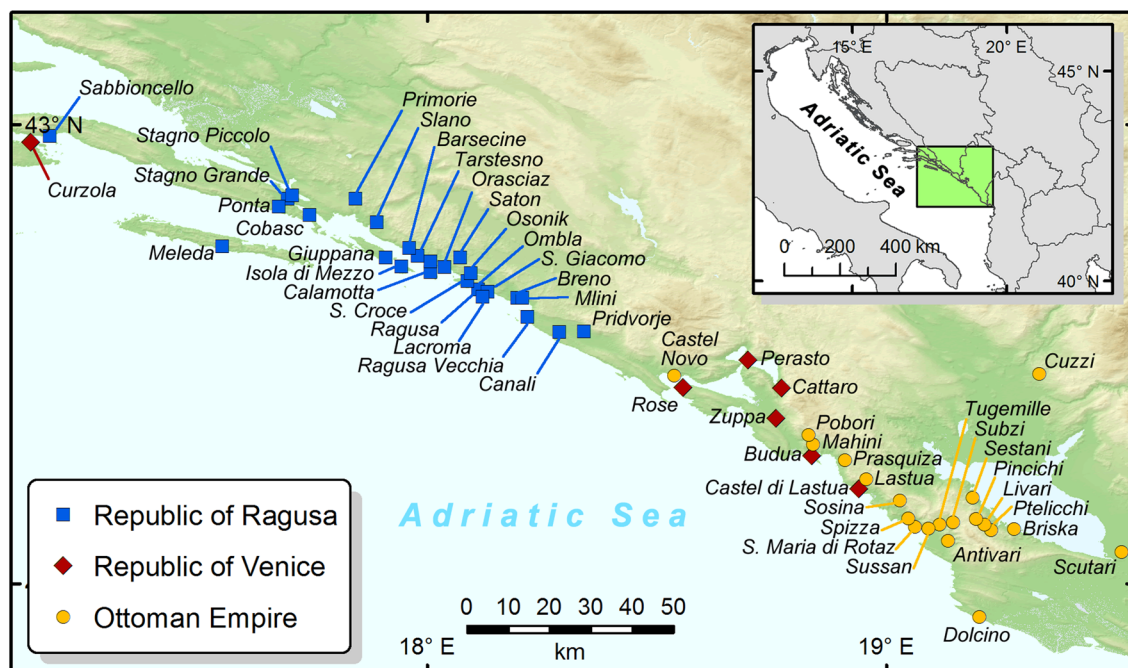 15° E
20° E
45° N
Adriatic Sea
0 200 400 km
40° N
Sabbioncello
43° N
Curzola
Primorie
Slano
Stagno Piccolo
Barsecine
Tarstesno
Stagno Grande
Orasciaz
Saton
Ponta
Osonik
Cobasc
Ombla
Meleda
Giuppana
S. Giacomo
Isola di Mezzo
Breno
Calamotta
Mlini
S. Croce
Pridvorje
Ragusa
Lacroma
Ragusa Vecchia
Canali
Castel
Novo
Perasto
Cuzzi
Rose
Cattaro
Zuppa
Tugemille
Pobori
Subzi
Mahini
Sestani
Budua
Prasquiza
Pincichi
Lastua
Livari
Castel di Lastua
Ptelicchi
Sosina
Spizza
Briska
S. Maria di Rotaz
Antivari
Sussan
Scutari
Dolcino
Adriatic Sea
Republic of Ragusa
Republic of Venice
Ottoman Empire
0 10 20 30 40 50
km
18° E
19° E